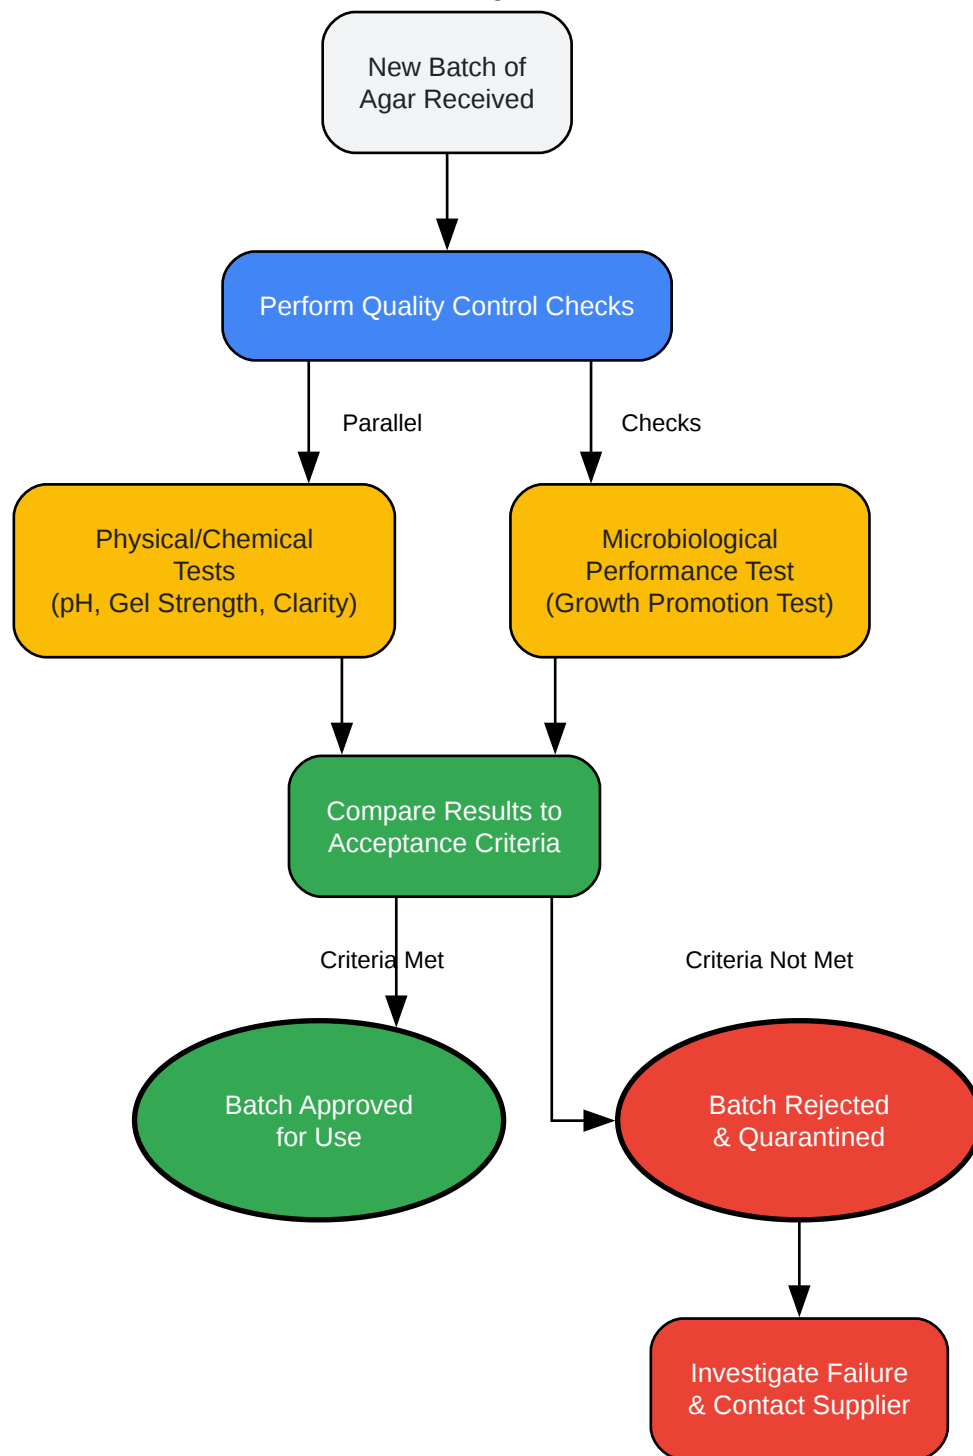 New Batch of
Agar Received
Perform Quality Control Checks
Parallel
Checks
Physical/Chemical
Tests
(pH, Gel Strength, Clarity)
Microbiological
Performance Test
(Growth Promotion Test)
Compare Results to
Acceptance Criteria
Criteria Met
Criteria Not Met
Batch Approved
for Use
Batch Rejected
& Quarantined
Investigate Failure
& Contact Supplier